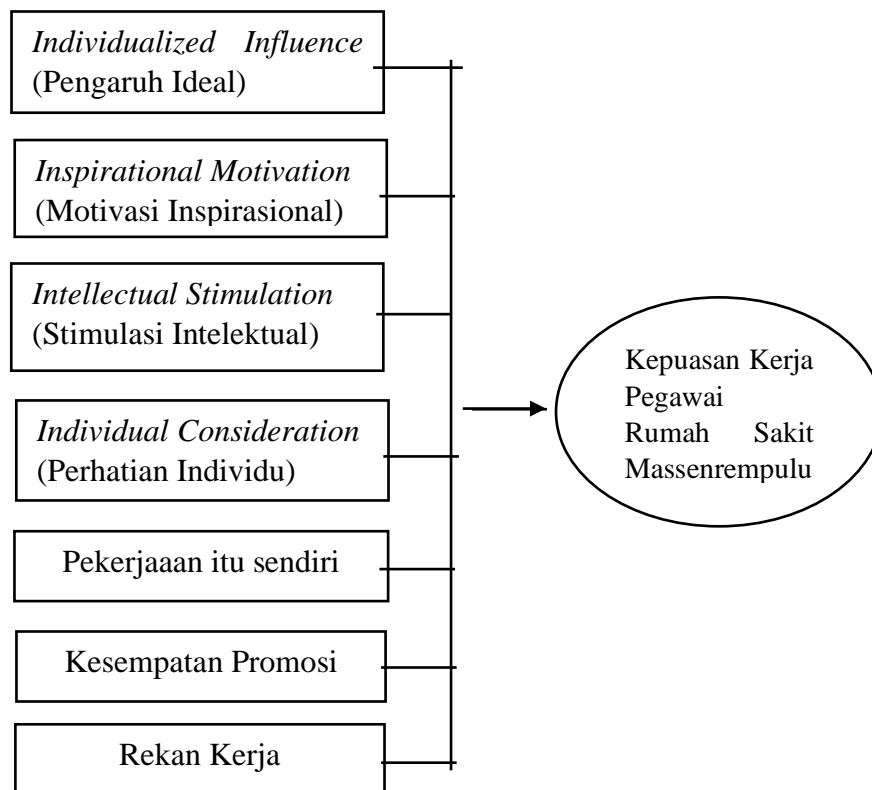 Individualized Influence
(Pengaruh Ideal)
Inspirational Motivation
(Motivasi Inspirasional)
Intellectual Stimulation
(Stimulasi Intelektual)
Individual Consideration
(Perhatian Individu)
Pekerjaaan itu sendiri
Kesempatan Promosi
Rekan Kerja
Kepuasan Kerja
Pegawai
Rumah Sakit
Massenrempulu